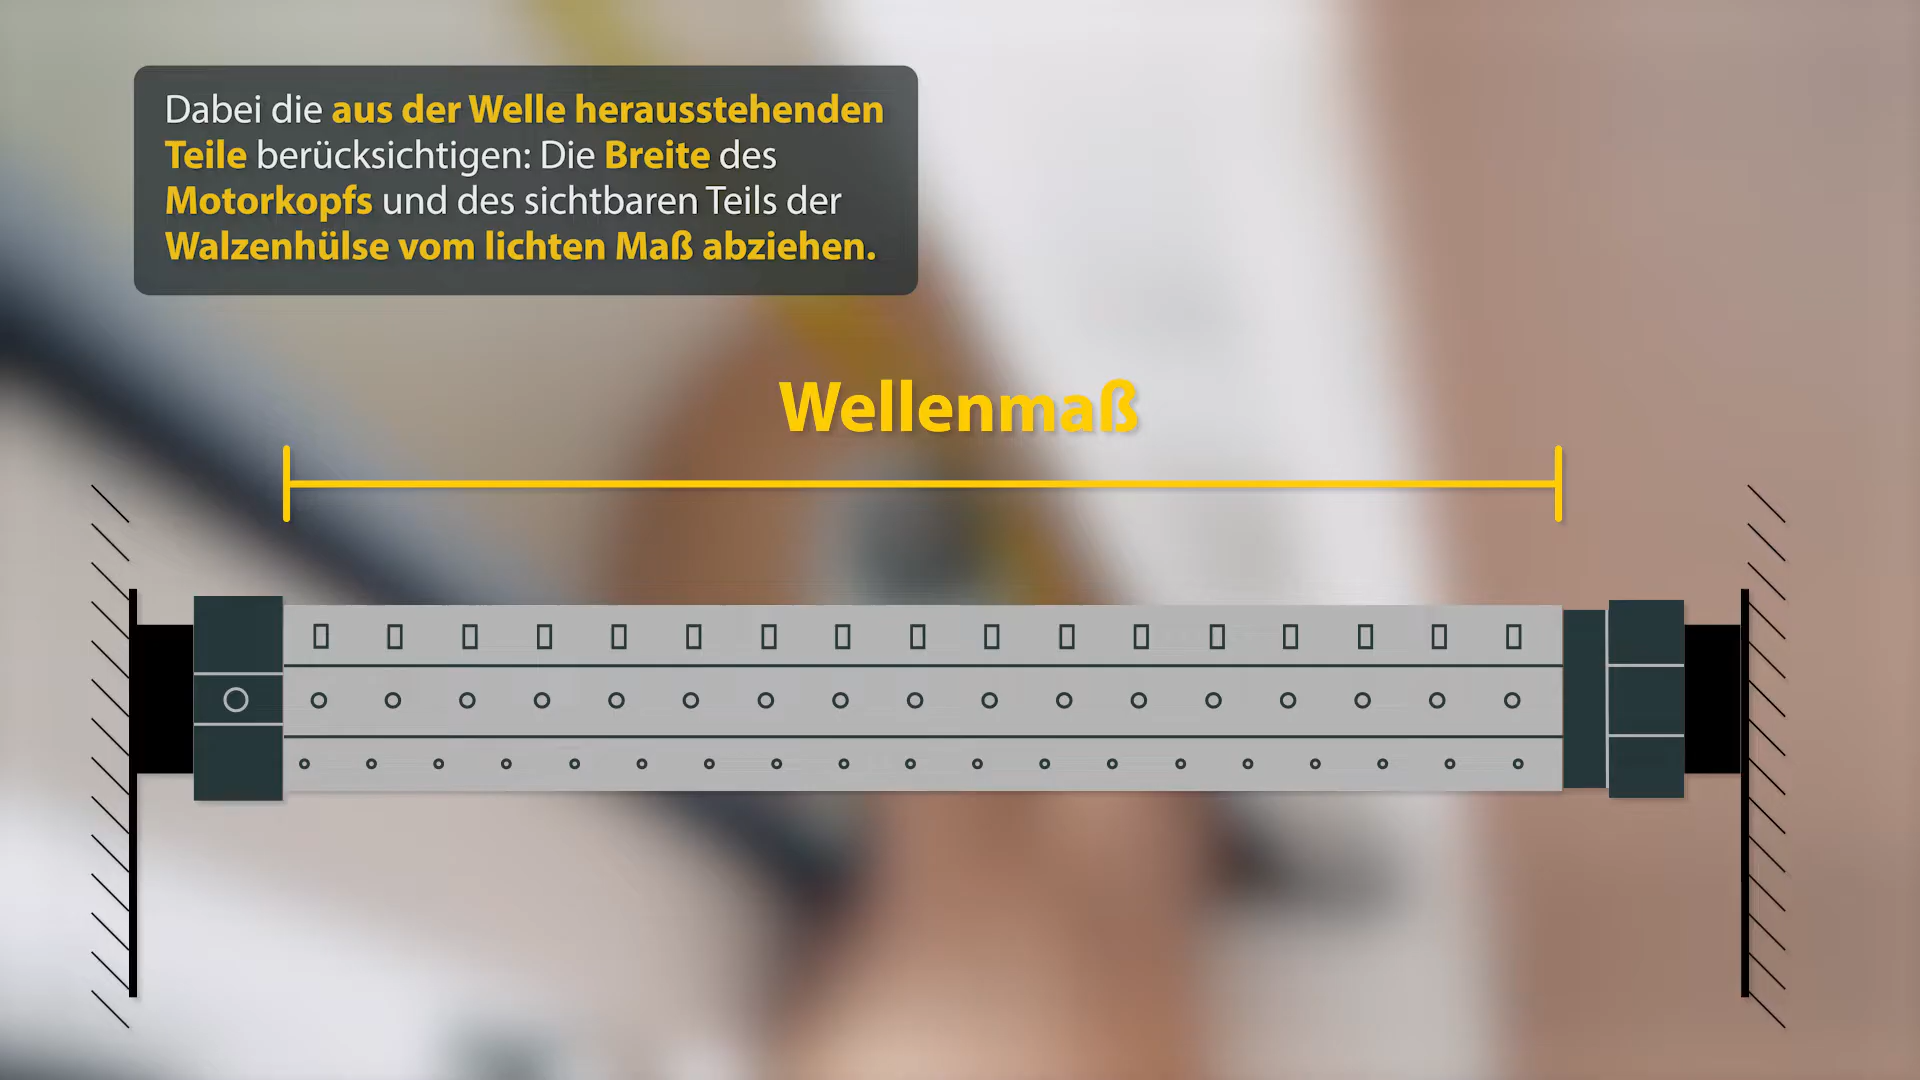 Dabei die aus der Welle herausstehenden
Teile berücksichtigen: Die Breite des
Motorkopfs und des sichtbaren Teils der
Walzenhülse vom lichten Maß abziehen.
Wellenmaß